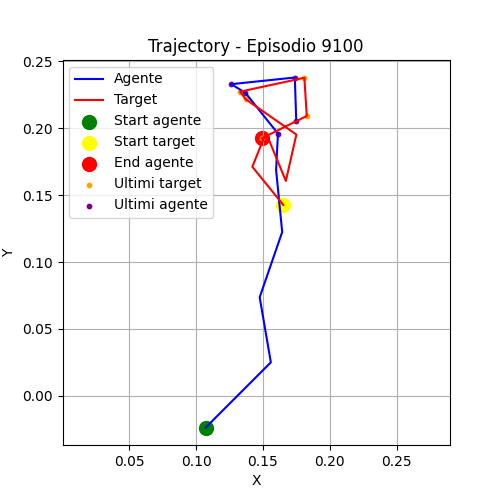 Trajectory - Episodio 9100
0.25
0.20
0.15
0.10
0.05
0.00
Y
Agente
Target
Start agente
Start target
End agente
Ultimi target
Ultimi agente
0.05
0.10
0.15
0.20
0.25
X